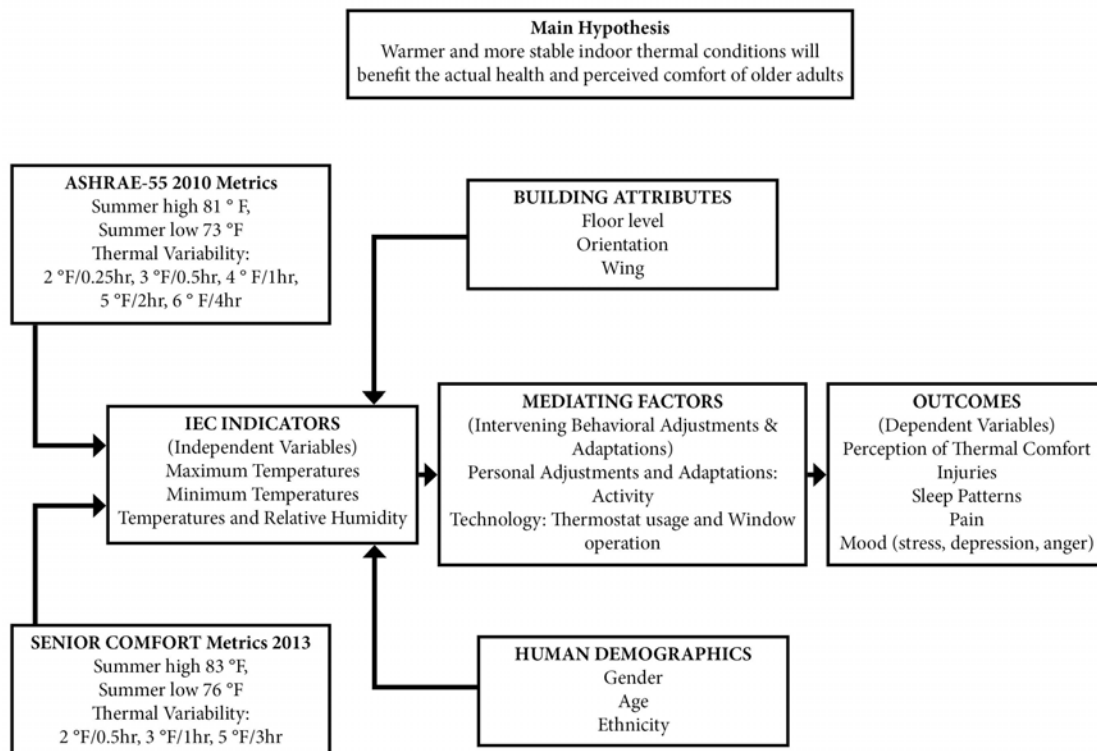 Main Hypothesis
Warmer and more stable indoor thermal conditions will
benefit the actual health and perceived comfort of older adults
ASHRAE-55 2010 Metrics
Summer high 81 ° F,
Summer low 73 °F
Thermal Variability:
2 °F/0.25hr, 3 °F/0.5hr, 4 ° F/1hr,
5 °F/2hr, 6 ° F/4hr
BUILDING ATTRIBUTES
Floor level
Orientation
Wing
IEC INDICATORS
(Independent Variables)
Maximum Temperatures
Minimum Temperatures
Temperatures and Relative Humidity
MEDIATING FACTORS
(Intervening Behavioral Adjustments &
Adaptations)
Personal Adjustments and Adaptations:
Activity
Technology: Thermostat usage and Window
operation
OUTCOMES
(Dependent Variables)
Perception of Thermal Comfort
Injuries
Sleep Patterns
Pain
Mood (stress, depression, anger)
SENIOR COMFORT Metrics 2013
Summer high 83 °F,
Summer low 76 °F
Thermal Variability:
2 °F/0.5hr, 3 °F/1hr, 5 °F/3hr
HUMAN DEMOGRAPHICS
Gender
Age
Ethnicity